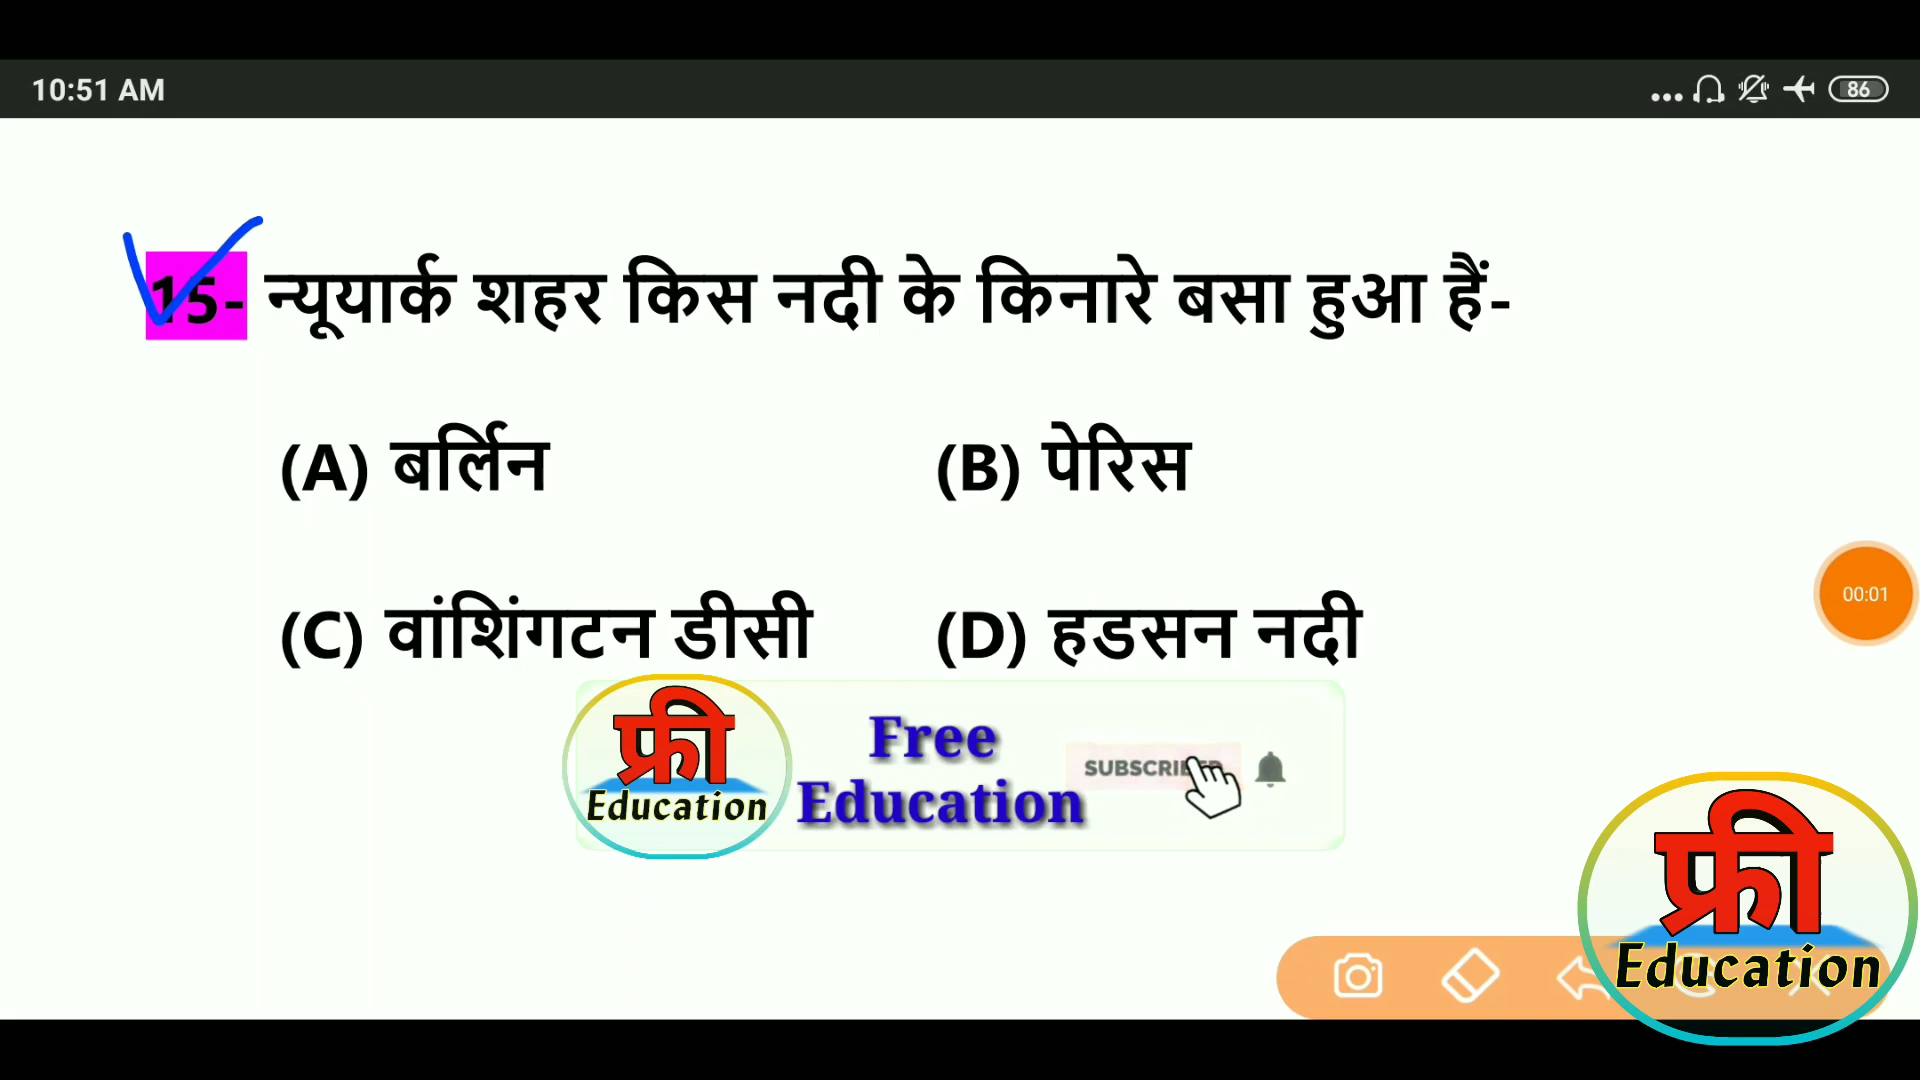 10:51 AM
86
15- न्यूयार्क शहर किस नदी के किनारे बसा हुआ हैं-
(A) बर्लिन
(B) पेरिस
(C) वांशिंगटन डीसी
(D) हडसन नदी
00:01
फ्री
Education
Free
Education
फ्री
Education